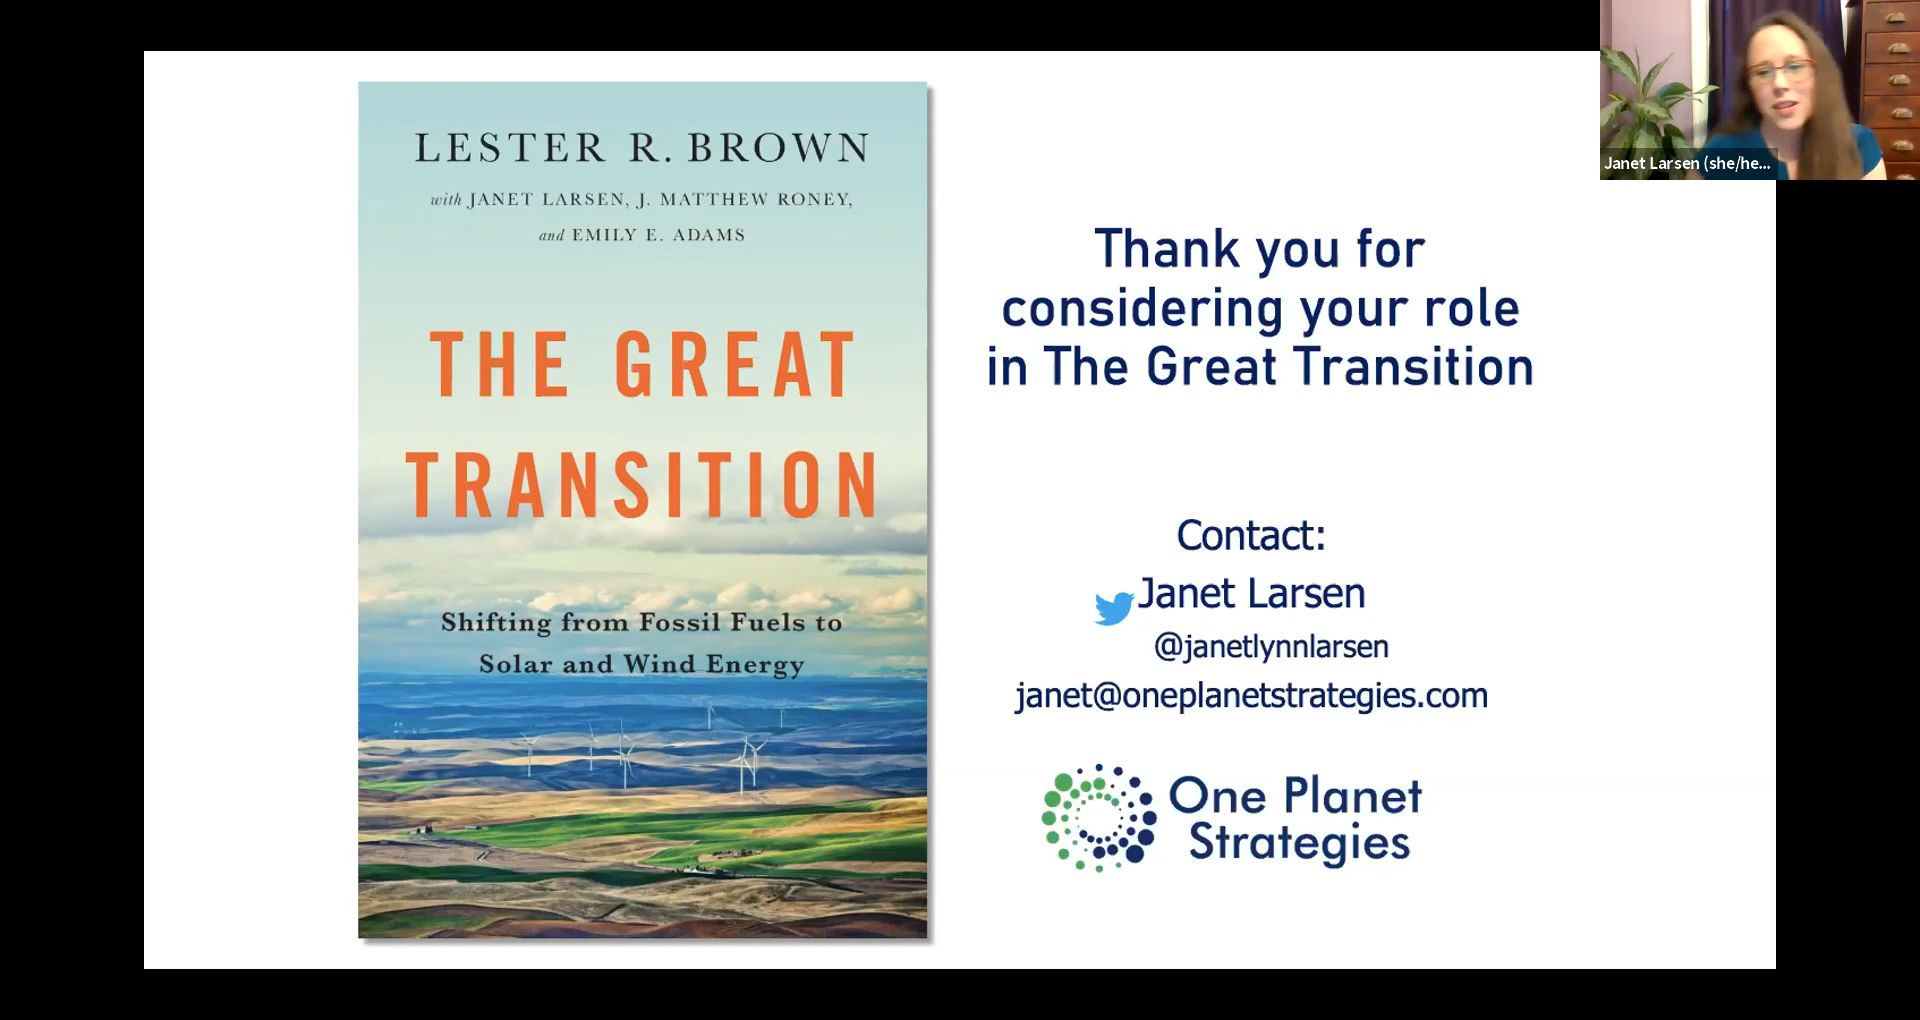 LESTER R. BROWN
with JANET LARSEN, J. MATTHEW RONEY,
and EMILY E. ADAMS
THE GREAT
TRANSITION
Shifting from Fossil Fuels to
Solar and Wind Energy
Thank you for
considering your role
in The Great Transition
Contact:
Janet Larsen
@janetlynnlarsen
janet@oneplanetstrategies.com
One Planet
Strategies
Janet Larsen (she/he...